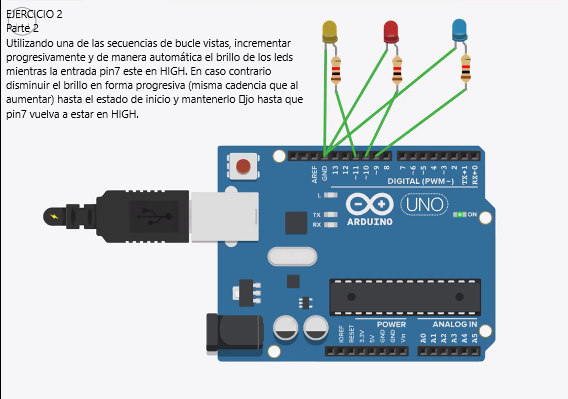 EJERCICIO 2
Parte 2
Utilizando una de las secuencias de bucle vistas, incrementar
progresivamente y de manera automática el brillo de los leds
mientras la entrada pin7 este en HIGH. En caso contrario
disminuir el brillo en forma progresiva (misma cadencia que al
aumentar) hasta el estado de inicio y mantenerlo jo hasta que
pin7 vuelva a estar en HIGH.
AREF
GND
13
12
~11
~10
~9
8
7
~6
~5
4
~3
2
TX→1
RX←0
DIGITAL (PWM~)
L
TX
RX
ARDUINO
UNO
ON
POWER
ANALOG IN
IOREF
RESET
3.3V
5V
GND
GND
Vin
A0
A1
A2
A3
A4
A5